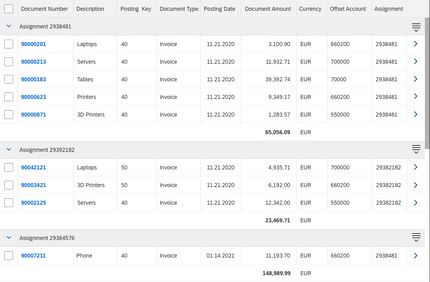 Document Number Description Posting Key Document Type Posting Date Document Amount Currency Offset Account Assignment
Assignment 2938481
90000201 Laptops 40 Invoice 11.21.2020 3,100.90 EUR 660200 2938481
90000213 Servers 40 Invoice 11.21.2020 11,932.71 EUR 700000 2938481
90000183 Tables 40 Invoice 11.21.2020 39,392.74 EUR 70000 2938481
90000623 Printers 40 Invoice 11.21.2020 9,349.17 EUR 660200 2938481
90000871 3D Printers 40 Invoice 11.21.2020 1,283.57 EUR 550000 2938481
65,056.09 EUR
Assignment 29392182
90042121 Laptops 50 Invoice 11.21.2020 4,935.71 EUR 700000 29382182
90003421 3D Printers 50 Invoice 11.21.2020 6,192.00 EUR 660200 29382182
90002125 Servers 40 Invoice 11.21.2020 12,342.00 EUR 550000 29382182
23,469.71 EUR
Assignment 29384576
90007211 Phone 40 Invoice 01.14.2021 11,193.70 EUR 660200 2938481
148,989.99 EUR